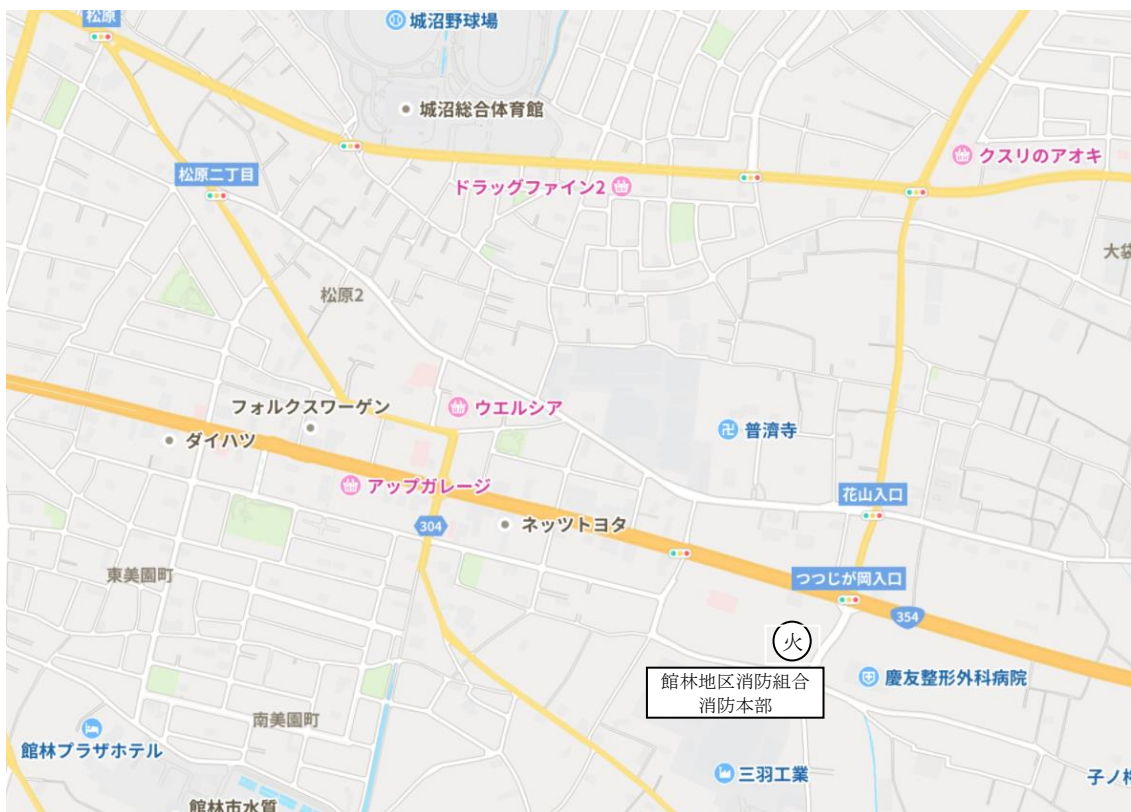 松原
城沼野球場
城沼総合体育館
クスリのアオキ
松原二丁目
ドラッグファイン2
大袋
松原2
フォルクスワーゲン
ウエルシア
ダイハツ
普濟寺
アップガレージ
花山入口
304
ネッツトヨタ
東美園町
つつじが岡入口
354
火
館林地区消防組合
消防本部
慶友整形外科病院
南美園町
館林プラザホテル
三羽工業
子ノ
館林市水質